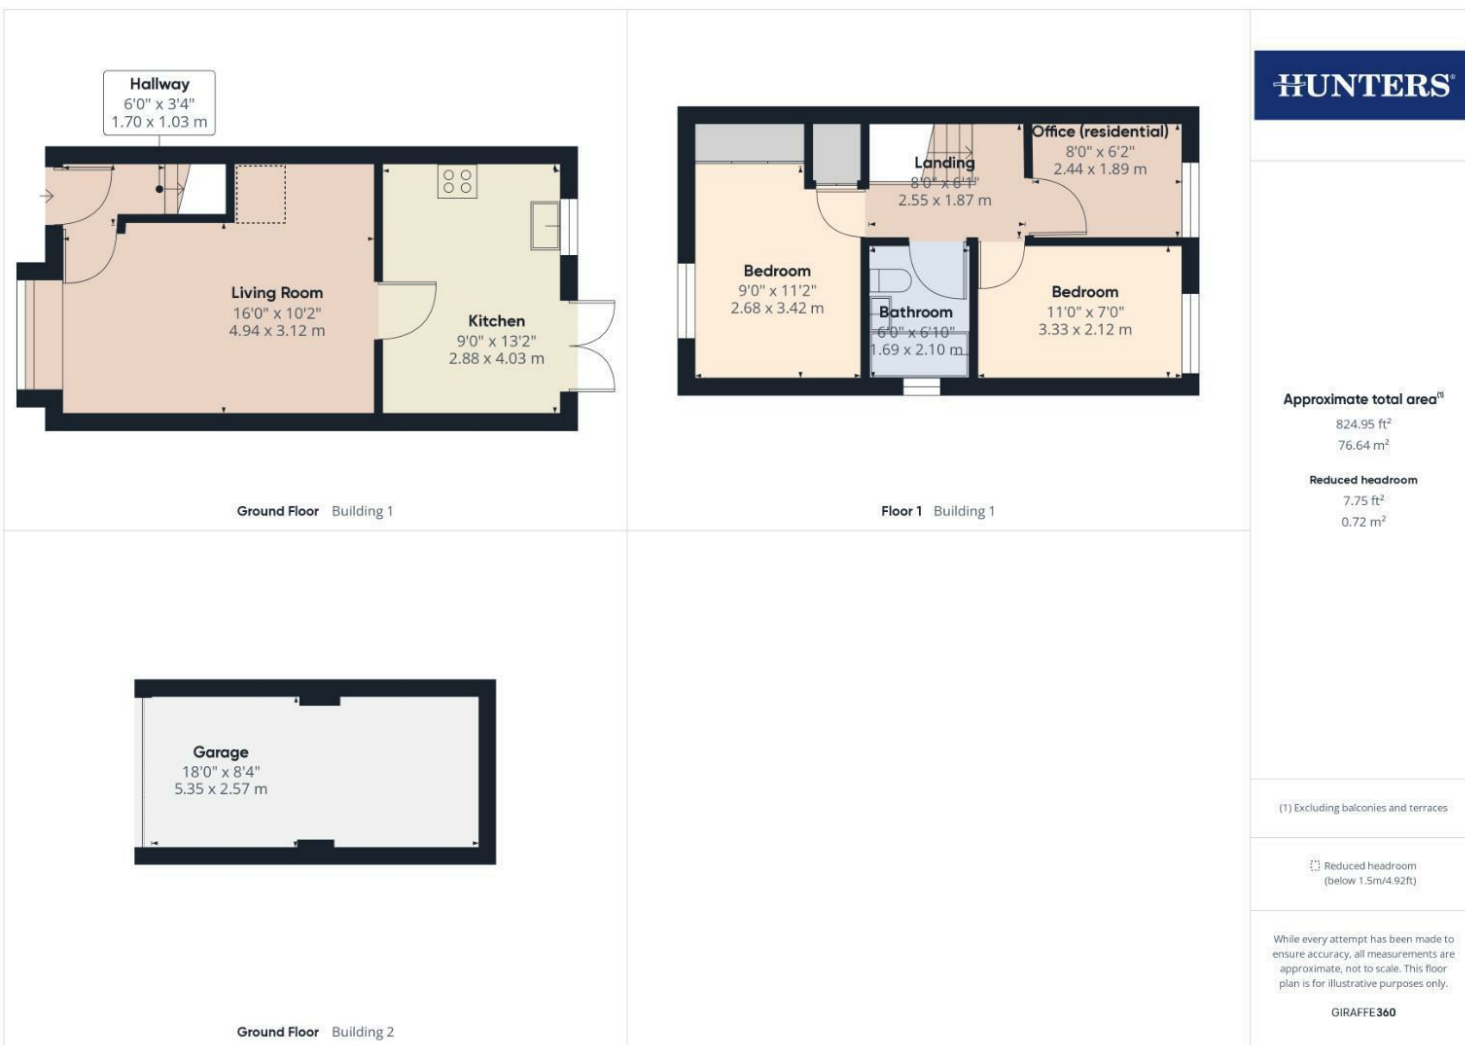 Hallway
6'0" x 3'4"
1.70 x 1.03 m
Living Room
16'0" x 10'2"
4.94 x 3.12 m
Kitchen
9'0" x 13'2"
2.88 x 4.03 m
Ground Floor Building 1
Office (residential)
8'0" x 6'2"
2.44 x 1.89 m
Landing
8'0" x 6'1"
2.55 x 1.87 m
Bedroom
9'0" x 11'2"
2.68 x 3.42 m
Bathroom
6'0" x 6'10"
1.69 x 2.10 m
Bedroom
11'0" x 7'0"
3.33 x 2.12 m
Floor 1 Building 1
Garage
18'0" x 8'4"
5.35 x 2.57 m
Ground Floor Building 2
HUNTERS®
Approximate total area(1)
824.95 ft²
76.64 m²
Reduced headroom
7.75 ft²
0.72 m²
(1) Excluding balconies and terraces
Reduced headroom
(below 1.5m/4.92ft)
While every attempt has been made to
ensure accuracy, all measurements are
approximate, not to scale. This floor
plan is for illustrative purposes only.
GIRAFFE360